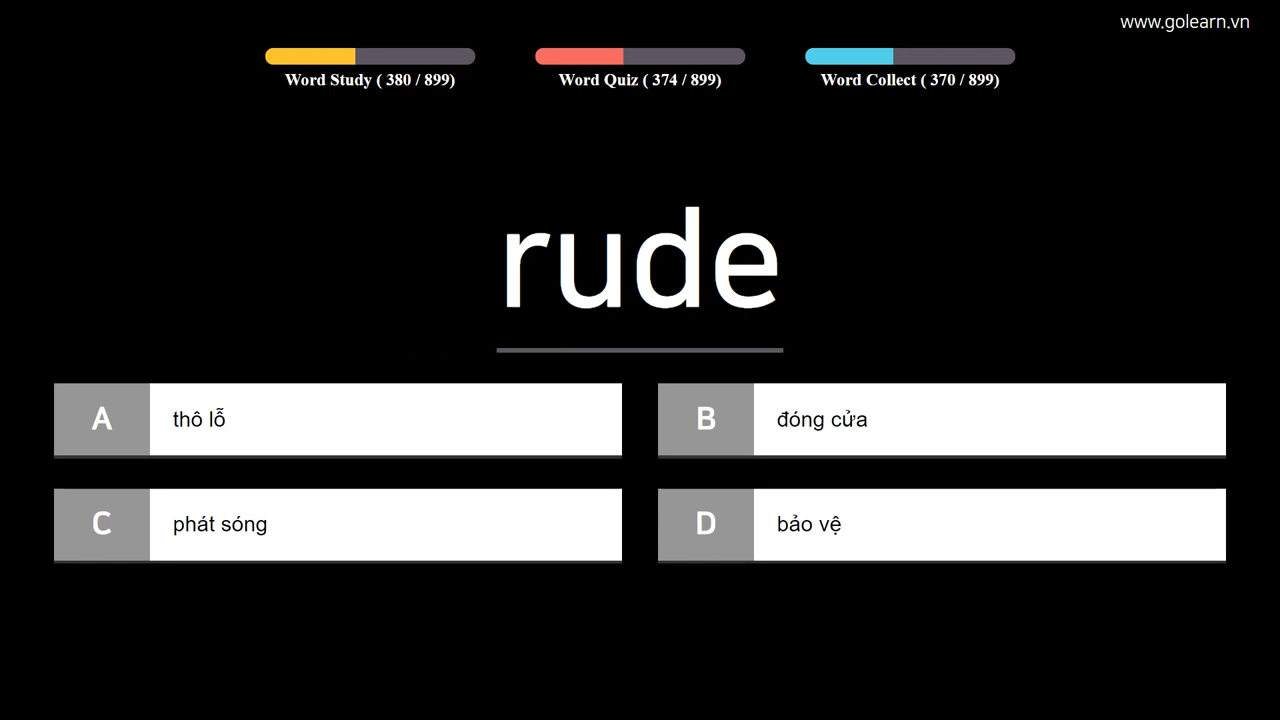 www.golearn.vn
Word Study ( 380 / 899)
Word Quiz ( 374 / 899)
Word Collect ( 370 / 899)
rude
A thô lỗ
B đóng cửa
C phát sóng
D bảo vệ